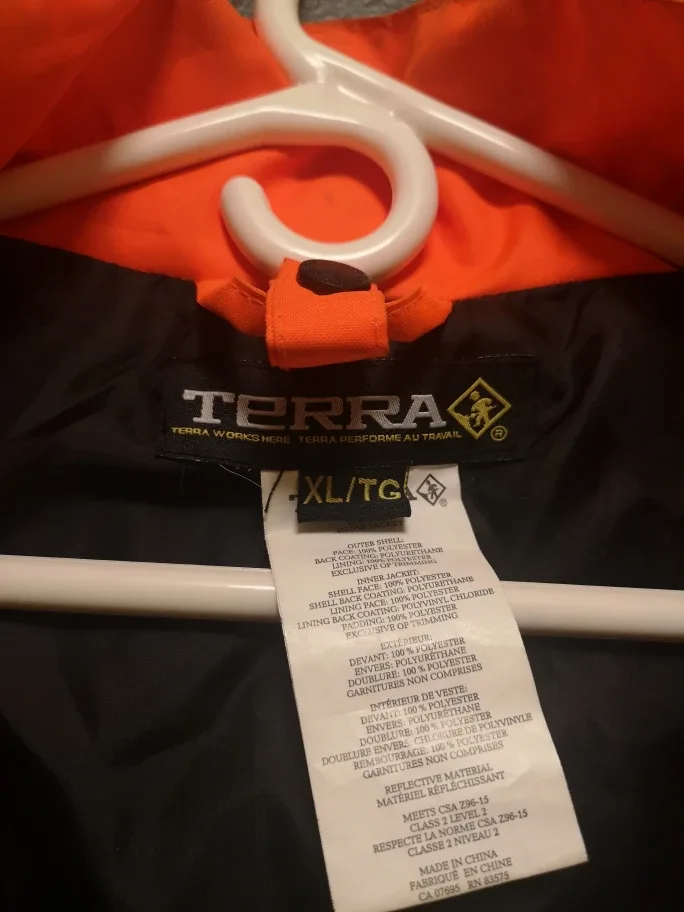 TERRA
TERRA WORKS HERE TERRA PERFORME AU TRAVAIL
®
XL/TG
®
JACKET
OUTER SHELL:
FACE: 100% POLYESTER
BACK COATING: POLYURETHANE
LINING: 100% POLYESTER
EXCLUSIVE OF TRIMMING
INNER JACKET:
SHELL FACE: 100% POLYESTER
SHELL BACK COATING: POLYURETHANE
LINING FACE: 100% POLYESTER
LINING BACK COATING: POLYVINYL CHLORIDE
PADDING: 100% POLYESTER
EXCLUSIVE OF TRIMMING
EXTÉRIEUR:
DEVANT: 100 % POLYESTER
ENVERS: POLYURÉTHANE
DOUBLURE: 100 % POLYESTER
GARNITURES NON COMPRISES
INTÉRIEUR DE VESTE:
DEVANT: 100 % POLYESTER
ENVERS: POLYURÉTHANE
DOUBLURE: 100 % POLYESTER
DOUBLURE ENVERS: CHLORURE DE POLYVINYLE
REMBOURRAGE: 100 % POLYESTER
GARNITURES NON COMPRISES
REFLECTIVE MATERIAL
MATÉRIEL RÉFLÉCHISSANT
MEETS CSA Z96-15
CLASS 2 LEVEL 2
RESPECTE LA NORME CSA Z96-15
CLASSE 2 NIVEAU 2
MADE IN CHINA
FABRIQUÉ EN CHINE
CA 07695 RN 83575